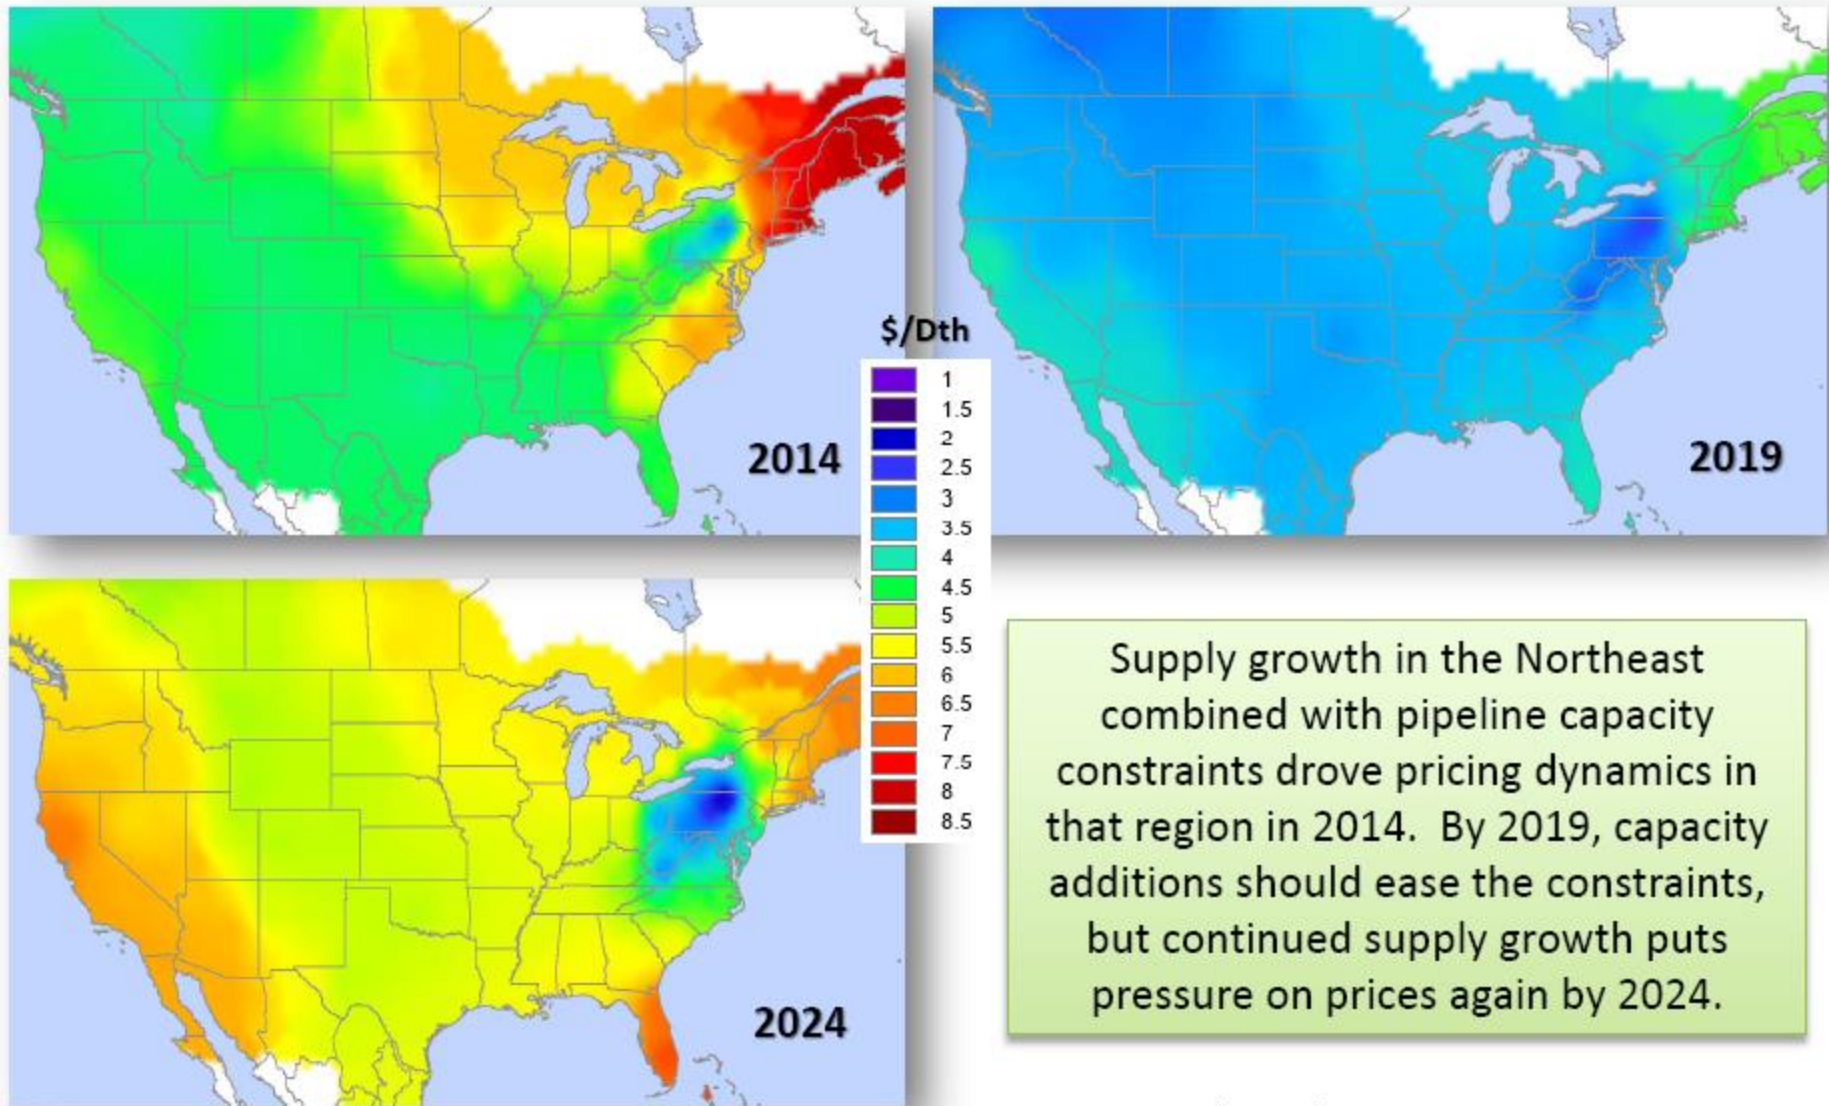 2014
2019
$/Dth
1
1.5
2
2.5
3
3.5
4
4.5
5
5.5
6
6.5
7
7.5
8
8.5
2024
Supply growth in the Northeast
combined with pipeline capacity
constraints drove pricing dynamics in
that region in 2014. By 2019, capacity
additions should ease the constraints,
but continued supply growth puts
pressure on prices again by 2024.